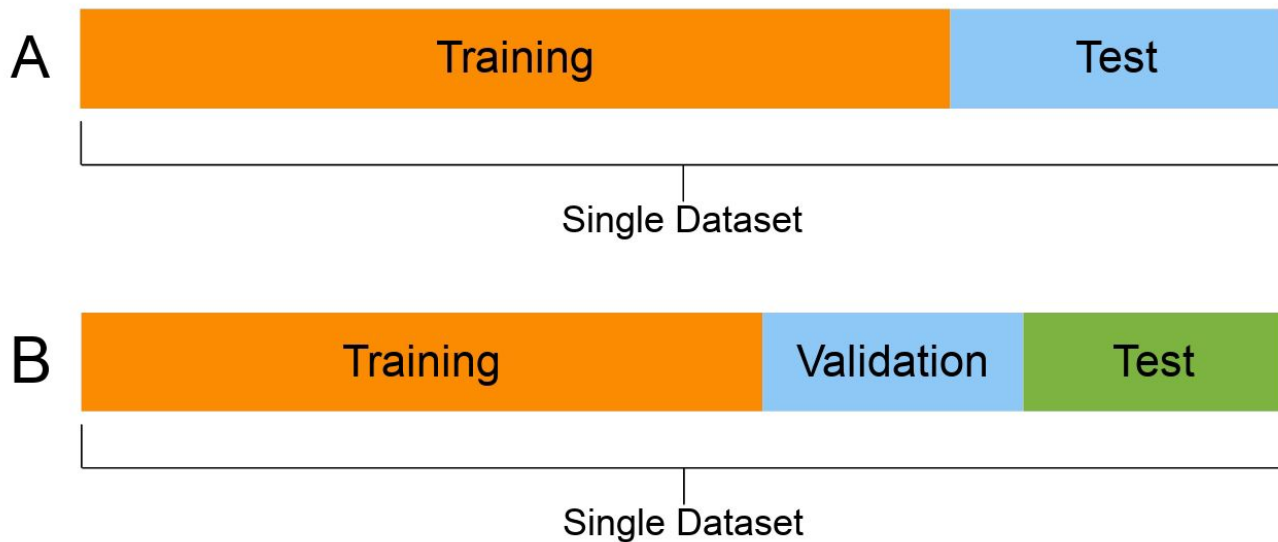 A Training Test
Single Dataset
B Training Validation Test
Single Dataset